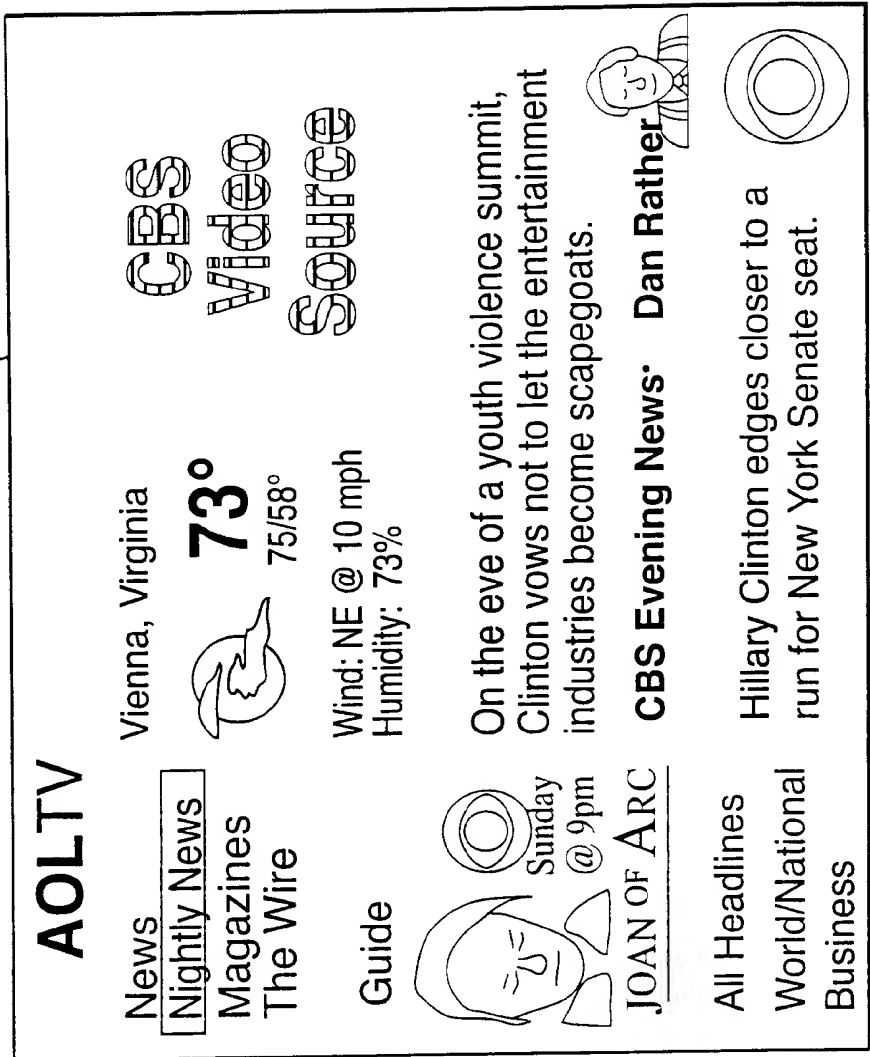 AOLTV
News
Nightly News
Magazines
The Wire
Guide
Sunday
@ 9pm
JOAN OF ARC
All Headlines
World/National
Business
Vienna, Virginia
73°
75/58°
Wind: NE @ 10 mph
Humidity: 73%
CBS
Video
Source
On the eve of a youth violence summit,
Clinton vows not to let the entertainment
industries become scapegoats.
CBS Evening News• Dan Rather
Hillary Clinton edges closer to a
run for New York Senate seat.